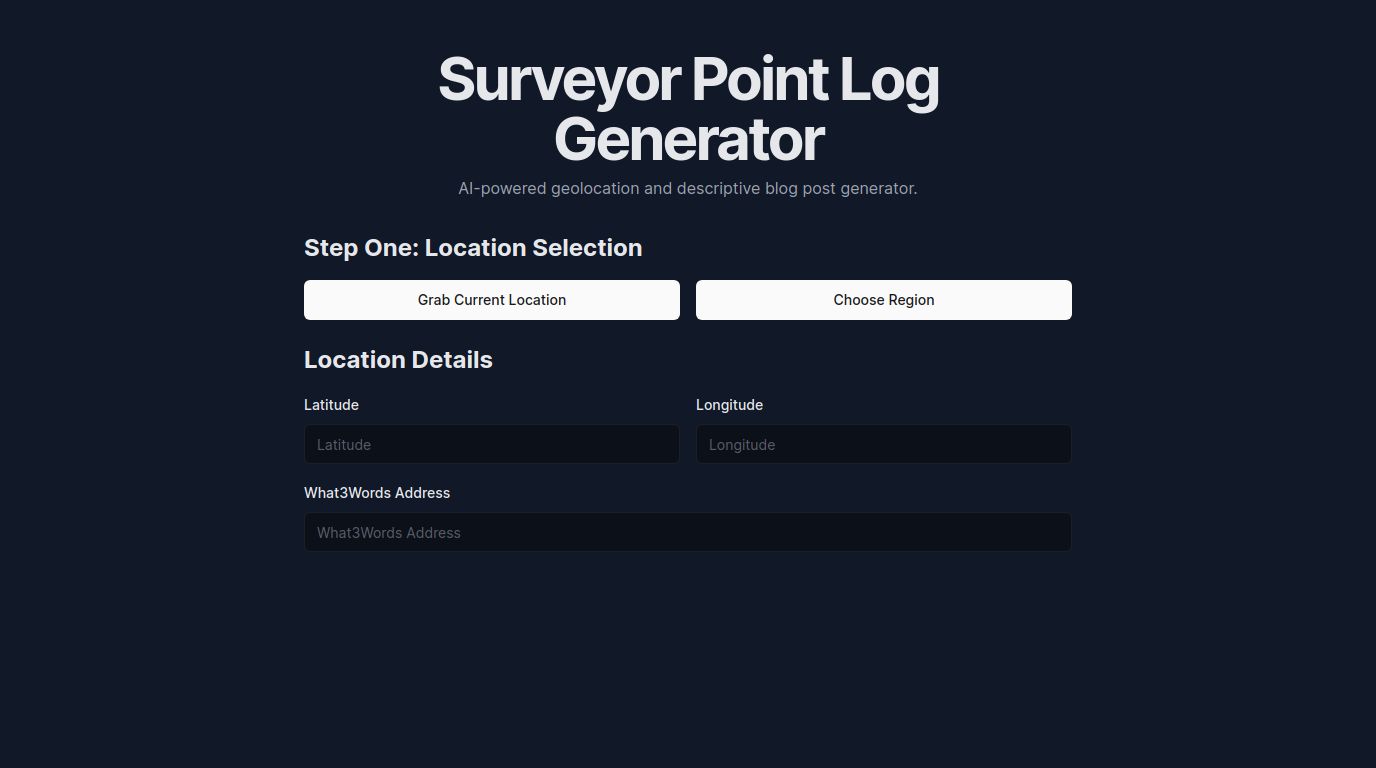 Surveyor Point Log
Generator
AI-powered geolocation and descriptive blog post generator.
Step One: Location Selection
Grab Current Location
Choose Region
Location Details
Latitude
Longitude
Latitude
Longitude
What3Words Address
What3Words Address